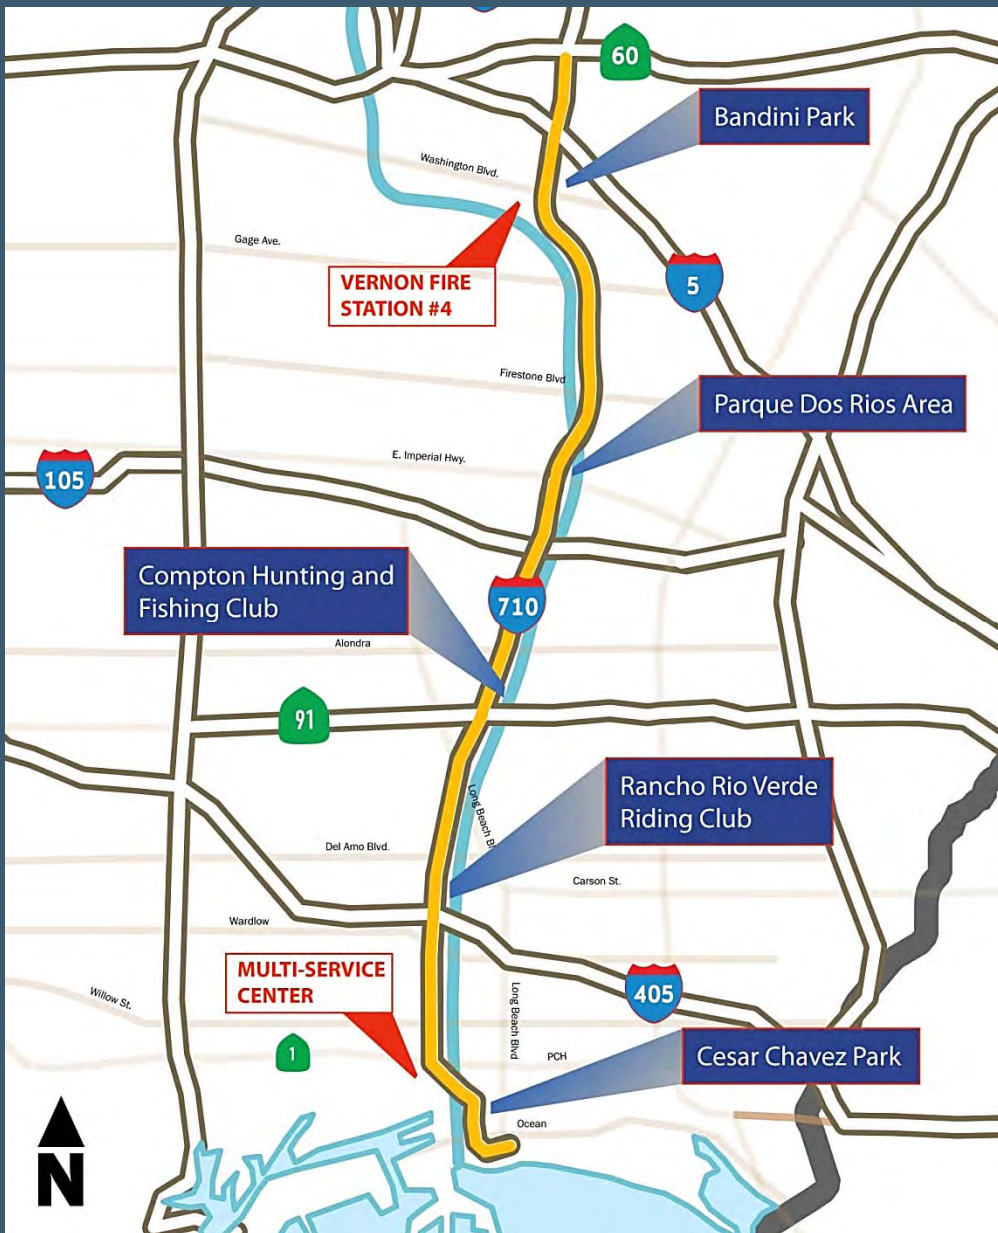 60
Bandini Park
Washington Blvd.
Gage Ave.
VERNON FIRE
STATION #4
5
Firestone Blvd
Parque Dos Rios Area
E. Imperial Hwy.
105
Compton Hunting and
Fishing Club
710
Alondra
91
Rancho Rio Verde
Riding Club
Long Beach Bl
Del Amo Blvd.
Carson St.
Wardlow
MULTI-SERVICE
CENTER
405
Willow St.
Long Beach Blvd
1
PCH
Cesar Chavez Park
Ocean
N